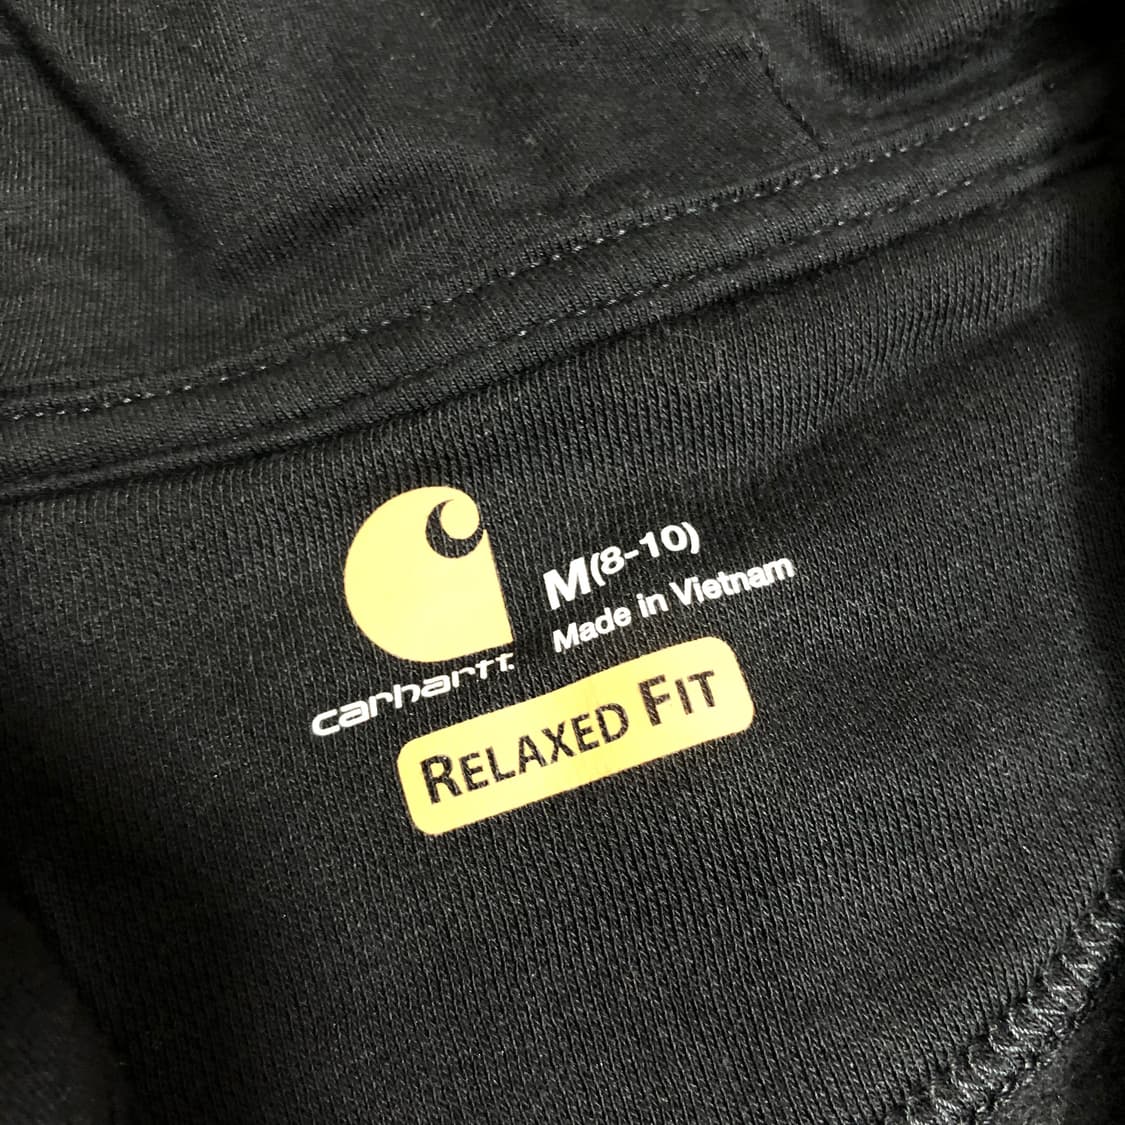 carhartt
M(8-10)
Made in Vietnam
RELAXED FIT